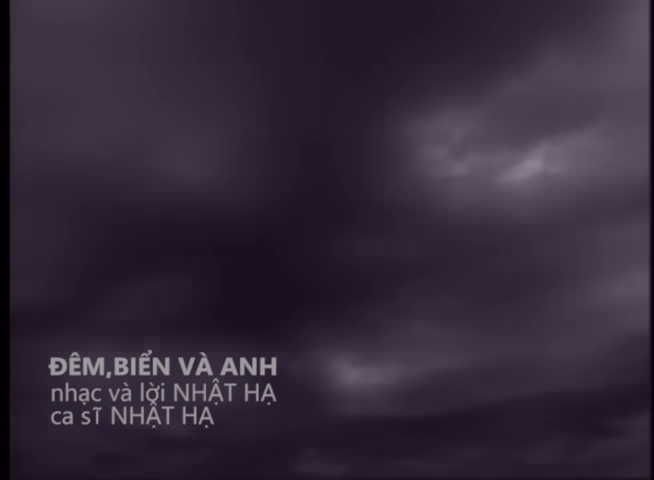 ĐÊM,BIỂN VÀ ANH
nhạc và lời NHẬT HẠ
ca sĩ NHẬT HẠ